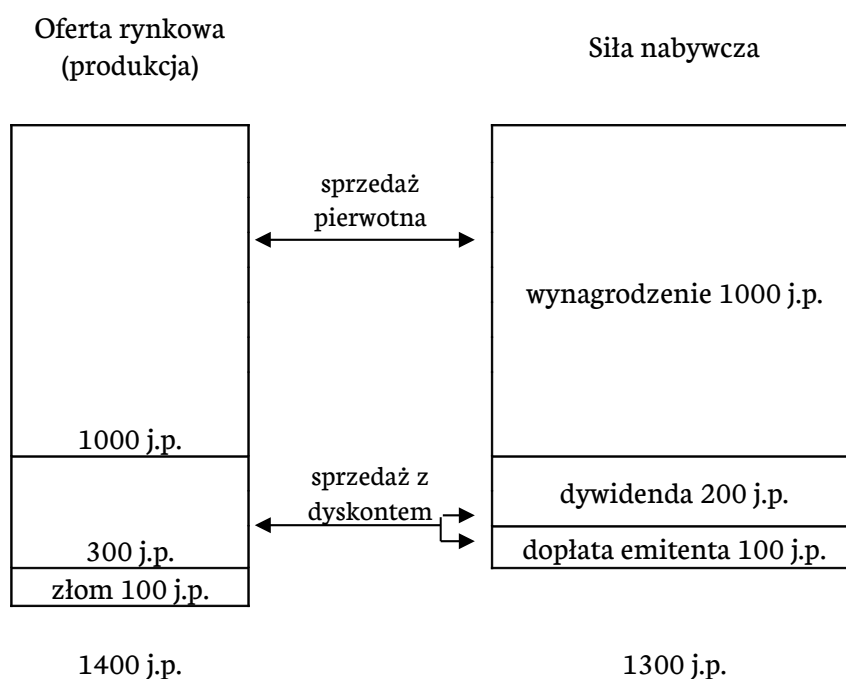 Oferta rynkowa
(produkcja)
Siła nabywcza
sprzedaż
pierwotna
wynagrodzenie 1000 j.p.
1000 j.p.
sprzedaż z
dyskontem
dywidenda 200 j.p.
300 j.p.
dopłata emitenta 100 j.p.
złom 100 j.p.
1400 j.p.
1300 j.p.